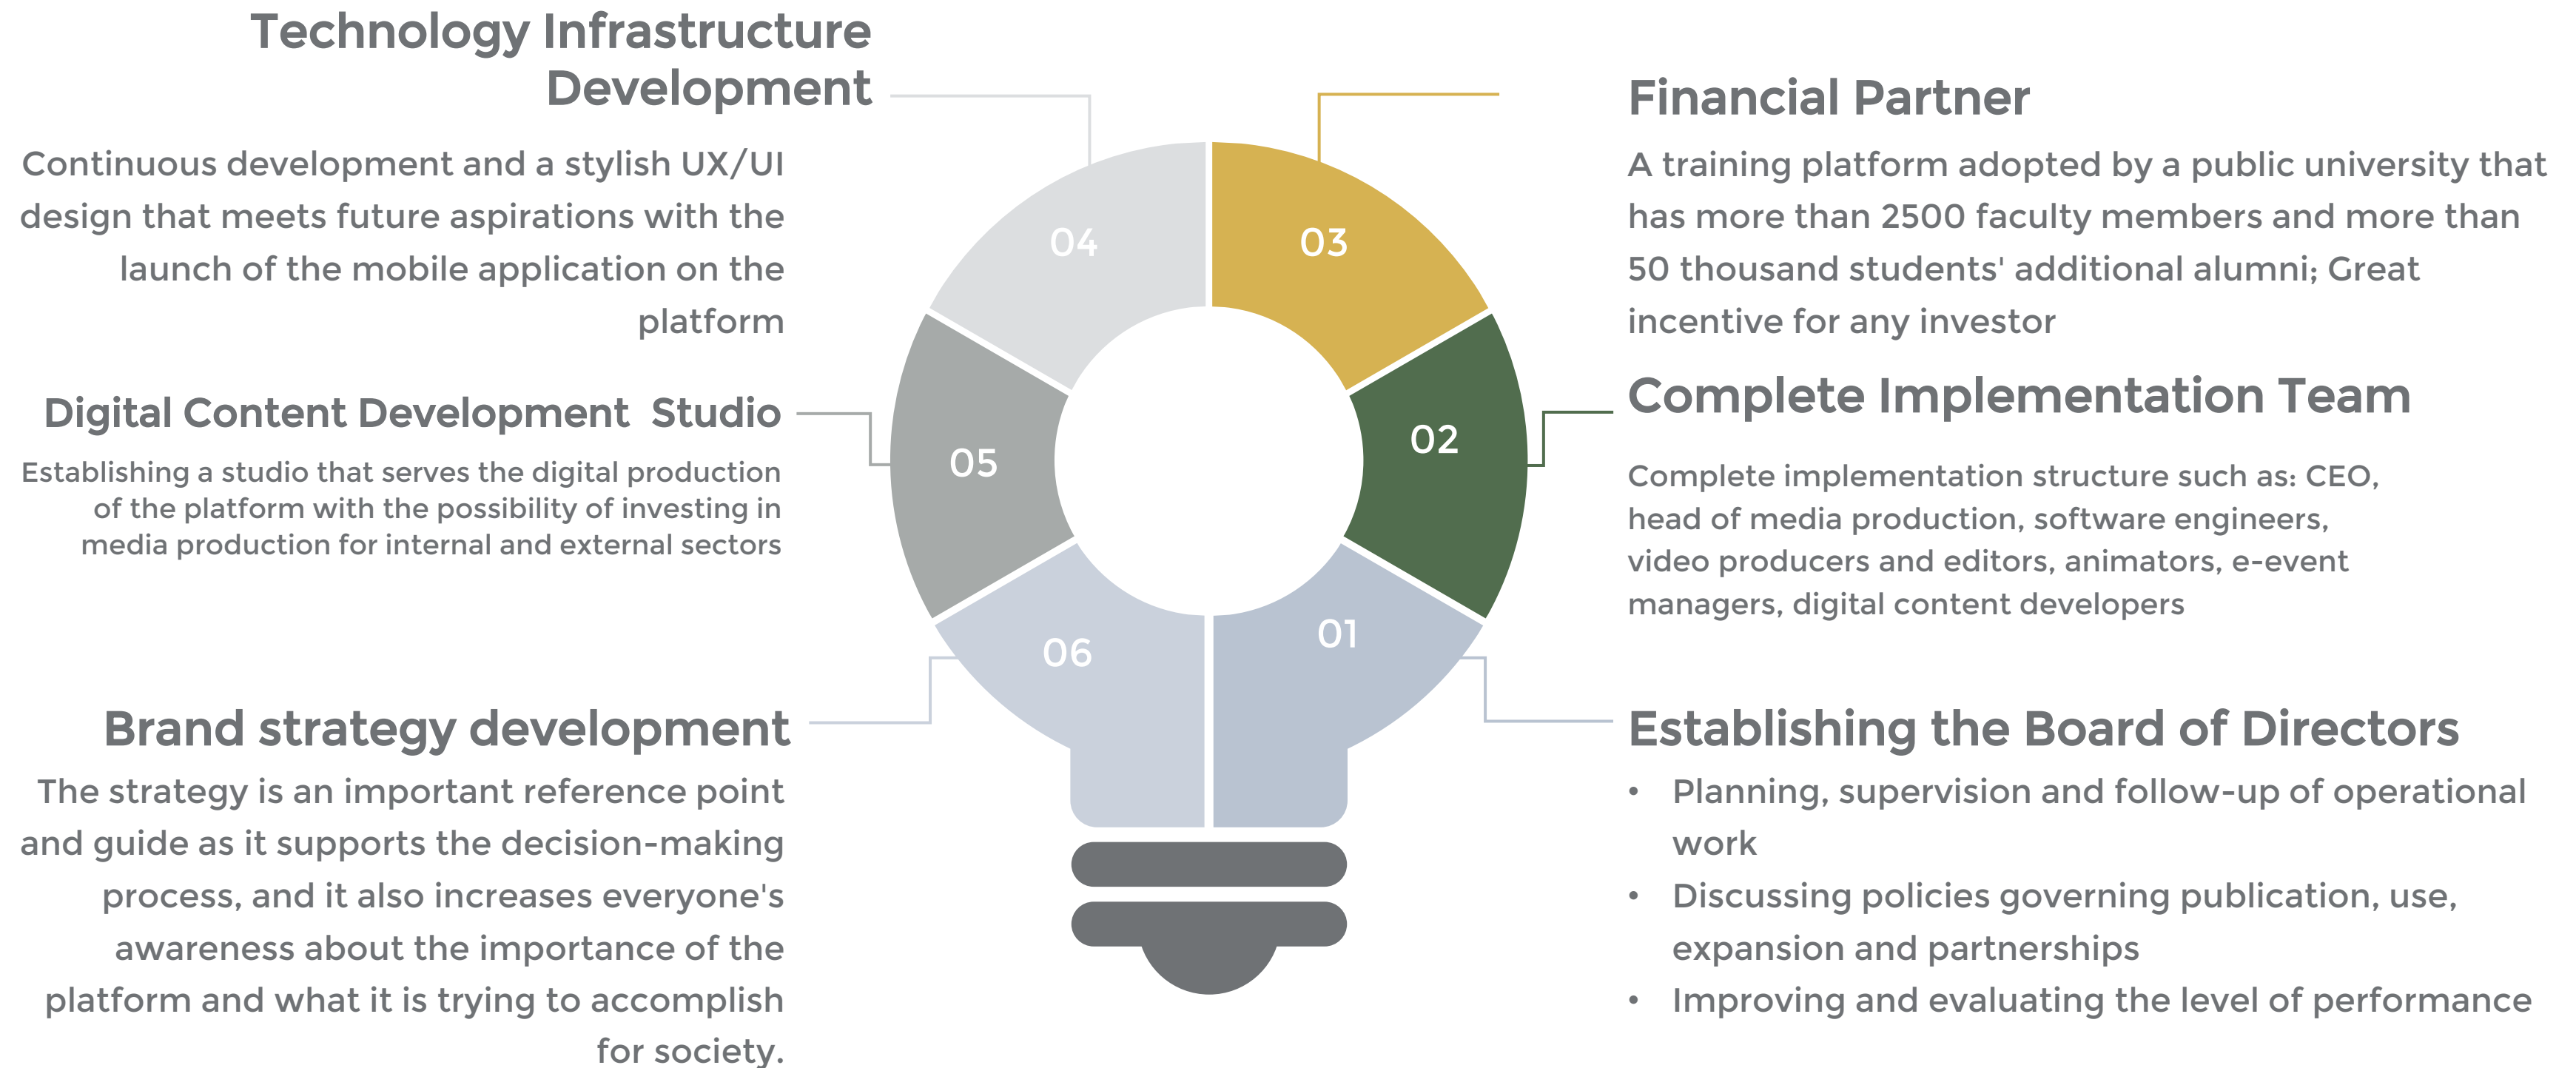 Technology Infrastructure
Development
Continuous development and a stylish UX/UI
design that meets future aspirations with the
launch of the mobile application on the
platform
Digital Content Development  Studio
Establishing a studio that serves the digital production
of the platform with the possibility of investing in
media production for internal and external sectors
Brand strategy development
The strategy is an important reference point
and guide as it supports the decision-making
process, and it also increases everyone's
awareness about the importance of the
platform and what it is trying to accomplish
for society.
04
03
05
02
06
01
Financial Partner
A training platform adopted by a public university that
has more than 2500 faculty members and more than
50 thousand students' additional alumni; Great
incentive for any investor
Complete Implementation Team
Complete implementation structure such as: CEO,
head of media production, software engineers,
video producers and editors, animators, e-event
managers, digital content developers
Establishing the Board of Directors
• Planning, supervision and follow-up of operational
work
• Discussing policies governing publication, use,
expansion and partnerships
• Improving and evaluating the level of performance